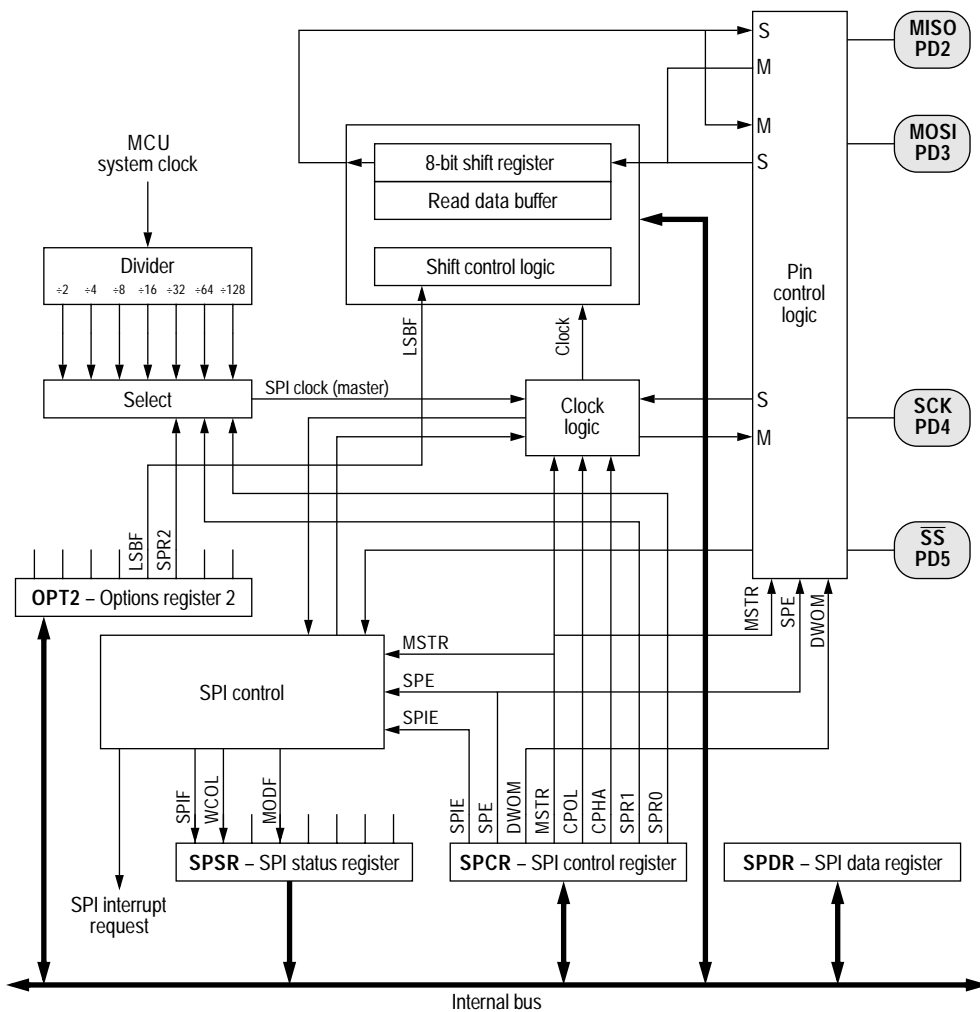 S
MISO
PD2
M
M
MOSI
PD3
S
MCU
system clock
8-bit shift register
Read data buffer
Divider
÷2 ÷4 ÷8 ÷16 ÷32 ÷64 ÷128
Shift control logic
Pin
control
logic
LSBF
Clock
Select
SPI clock (master)
Clock
logic
S
M
SCK
PD4
LSBF
SPR2
SS
PD5
OPT2 – Options register 2
MSTR
SPE
DWOM
SPI control
MSTR
SPE
SPIE
SPIF
WCOL
MODF
SPIE
SPE
DWOM
MSTR
CPOL
CPHA
SPR1
SPR0
SPSR – SPI status register
SPCR – SPI control register
SPDR – SPI data register
SPI interrupt
request
Internal bus